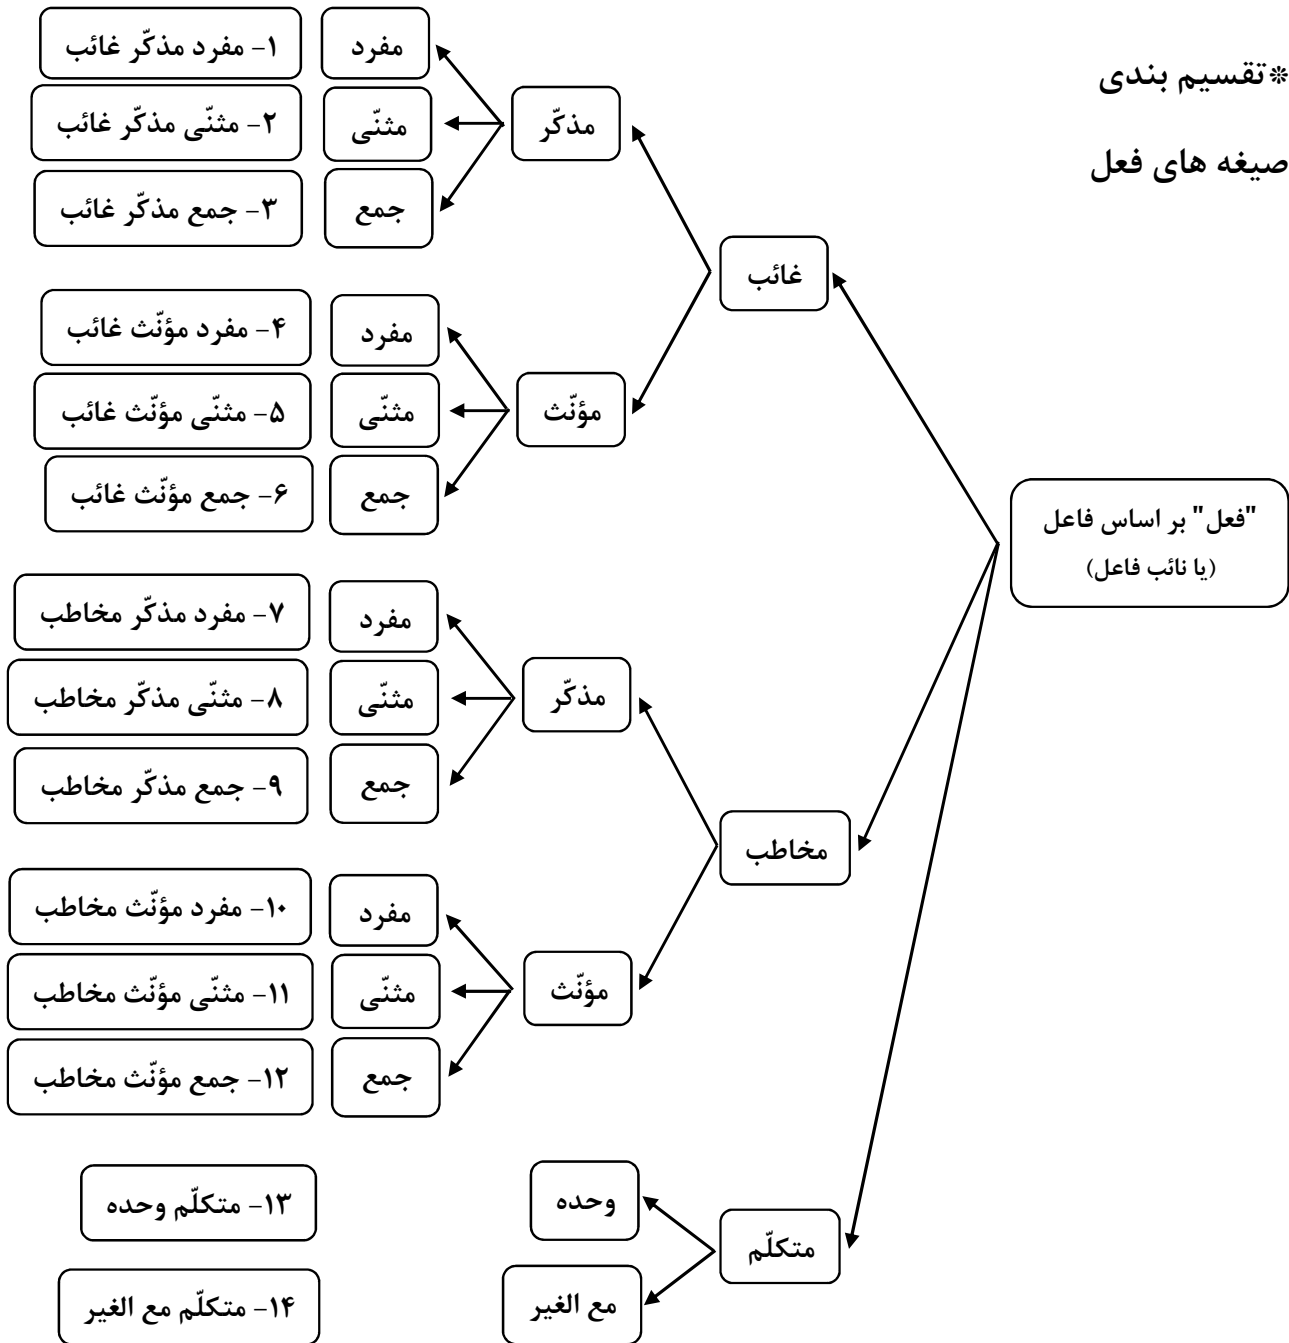 *تقسیم بندی
صیغه های فعل
"فعل" بر اساس فاعل
(یا نائب فاعل)
غائب
مذکّر
مفرد
۱- مفرد مذکّر غائب
مثنّی
۲- مثنّی مذکّر غائب
جمع
۳- جمع مذکّر غائب
مؤنّث
مفرد
۴- مفرد مؤنّث غائب
مثنّی
۵- مثنّی مؤنّث غائب
جمع
۶- جمع مؤنّث غائب
مخاطب
مذکّر
مفرد
۷- مفرد مذکّر مخاطب
مثنّی
۸- مثنّی مذکّر مخاطب
جمع
۹- جمع مذکّر مخاطب
مؤنّث
مفرد
۱۰- مفرد مؤنّث مخاطب
مثنّی
۱۱- مثنّی مؤنّث مخاطب
جمع
۱۲- جمع مؤنّث مخاطب
متکلّم
وحده
۱۳- متکلّم وحده
مع الغیر
۱۴- متکلّم مع الغیر